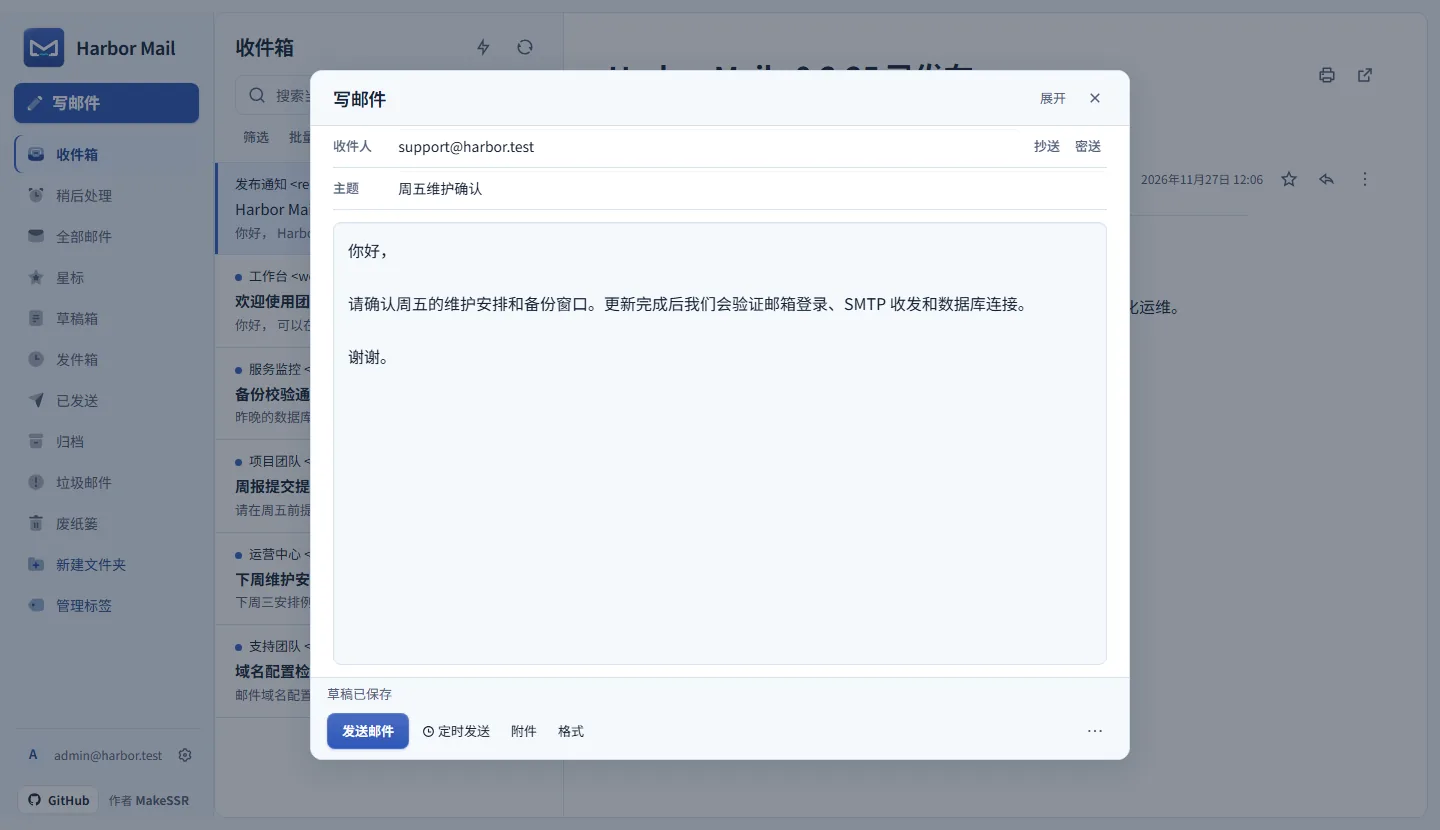 Harbor Mail
写邮件
收件箱
稍后处理
全部邮件
星标
草稿箱
发件箱
已发送
归档
垃圾邮件
废纸篓
新建文件夹
管理标签
A admin@harbor.test
GitHub 作者 MakeSSR
收件箱
搜索
筛选 批量
发布通知 <re
Harbor Ma
你好， Harbo
工作台 <w
欢迎使用团
你好，可以在
服务监控 <
备份校验通
昨晚的数据库
项目团队 <
周报提交提
请在周五前提
运营中心 <
下周维护安
下周三安排例
支持团队 <
域名配置检
邮件域名配置
2026年11月27日 12:06
化运维。
写邮件
展开
收件人 support@harbor.test 抄送 密送
主题 周五维护确认
你好，
请确认周五的维护安排和备份窗口。更新完成后我们会验证邮箱登录、SMTP 收发和数据库连接。
谢谢。
草稿已保存
发送邮件 定时发送 附件 格式